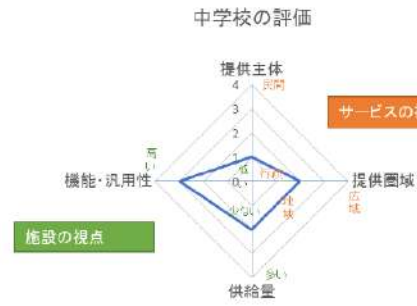 中学校の評価
提供主体
4
民間
3
サービスの
2
高い
1
低
行政
機能・汎用性
0
提供圏域
少ない
地域
広域
施設の視点
多い
供給量